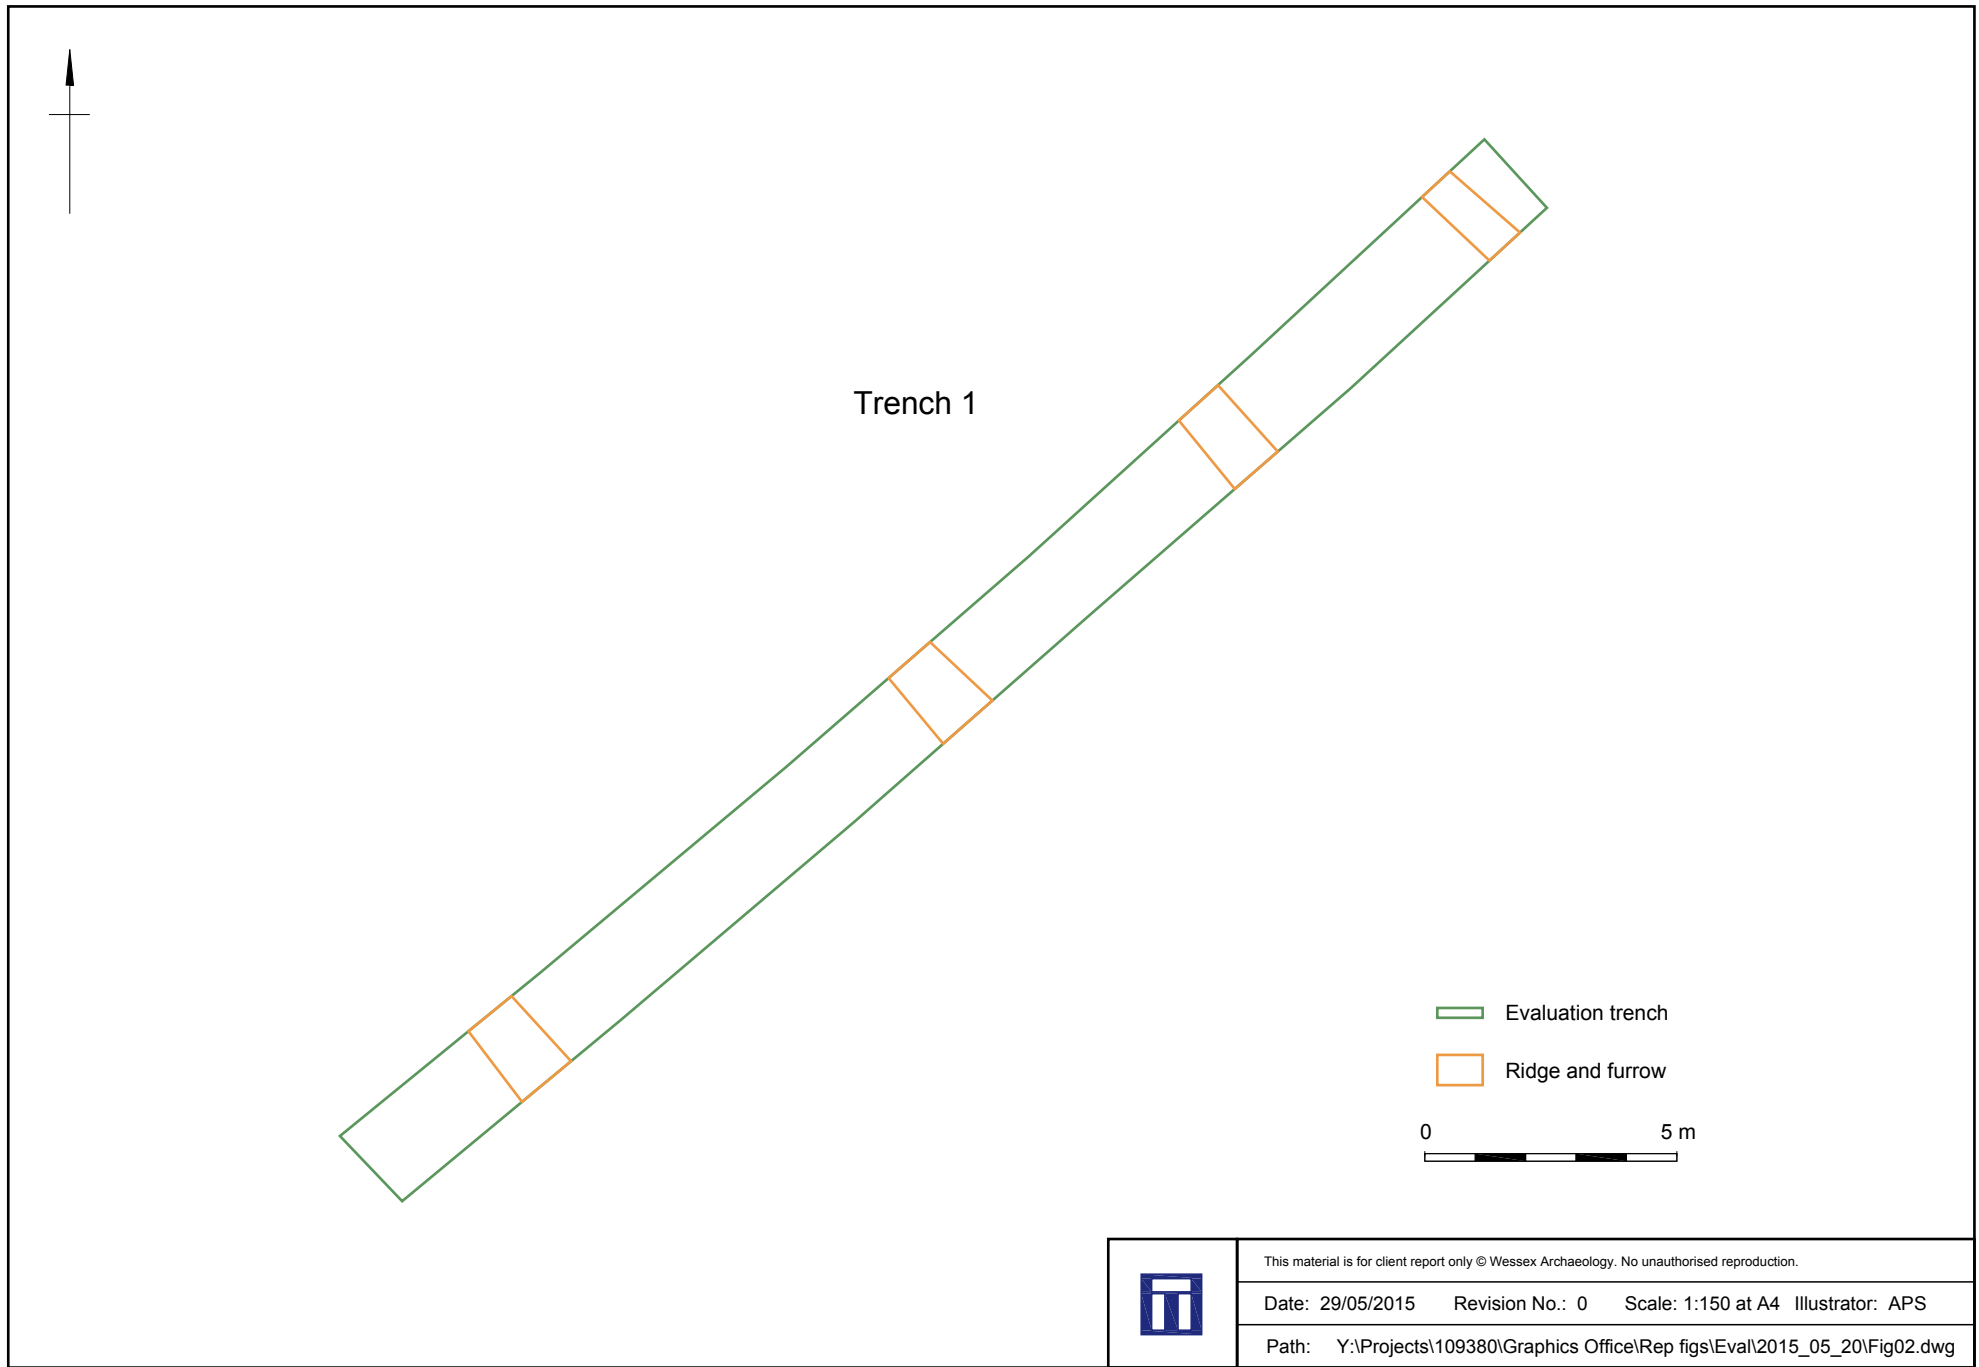 Trench 1
Evaluation trench
Ridge and furrow
0 5 m
This material is for client report only © Wessex Archaeology. No unauthorised reproduction.
Date: 29/05/2015 Revision No.: 0 Scale: 1:150 at A4 Illustrator: APS
Path: Y:\Projects\109380\Graphics Office\Rep figs\Eval\2015_05_20\Fig02.dwg